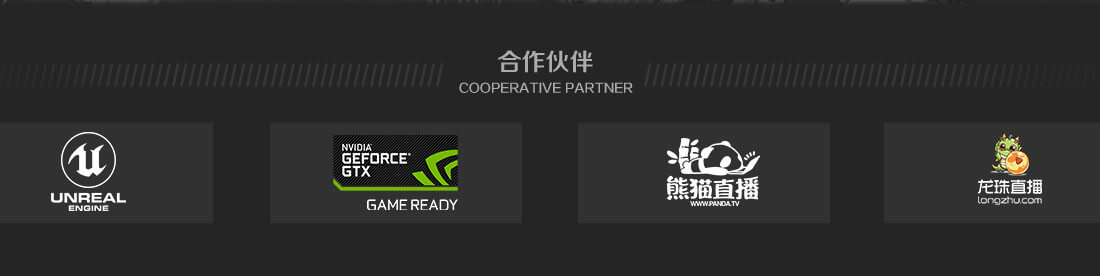 合作伙伴
COOPERATIVE PARTNER
UNREAL
ENGINE
NVIDIA
GEFORCE
GTX
GAME READY
熊猫直播
WWW.PANDA.TV
龙珠直播
longzhu.com